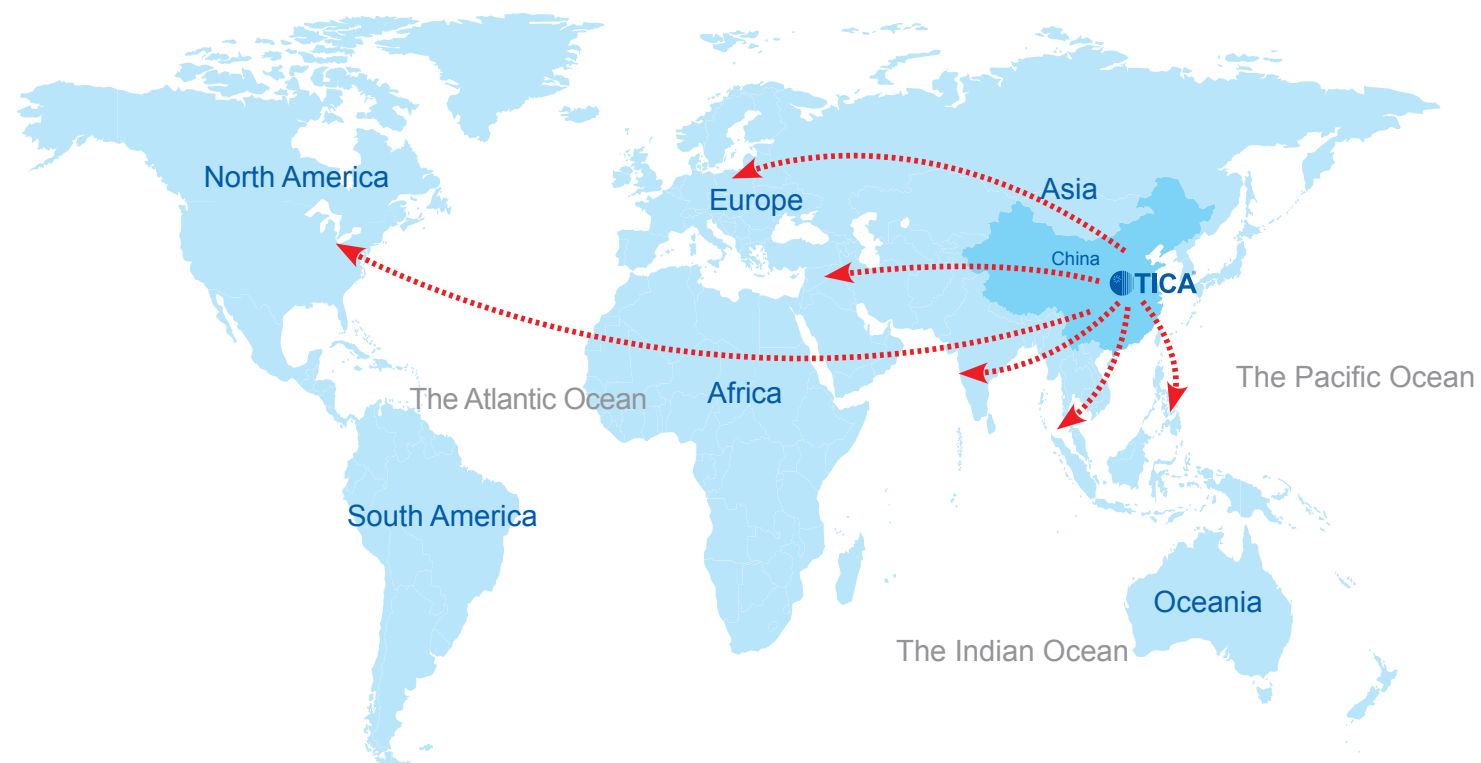 North America
Europe
Asia
China
TICA
The Atlantic Ocean
Africa
The Pacific Ocean
South America
Oceania
The Indian Ocean